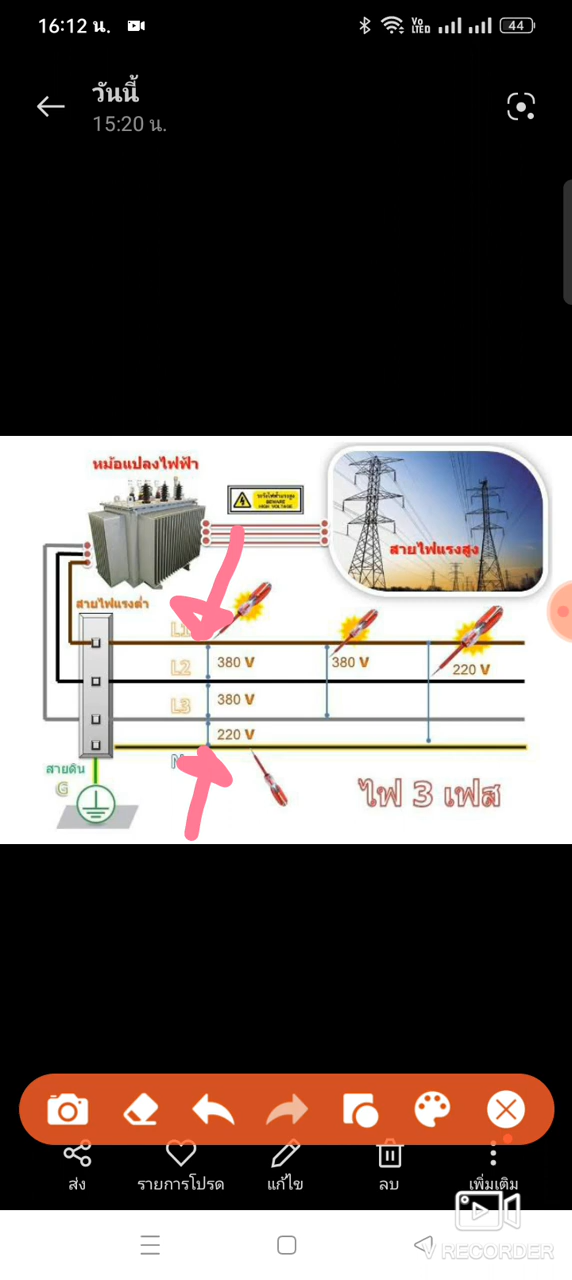 16:12 น.
Vo
LTED
44
วันนี้
15:20 น.
หม้อแปลงไฟฟ้า
BEWARE
HIGH VOLTAGE
สายไฟแรงสูง
สายไฟแรงต่ำ
L1
L2
380 V
380 V
220 V
L3
380 V
220 V
N
สายดิน
G
ไฟ 3 เฟส
ส่ง
รายการโปรด
แก้ไข
ลบ
เพิ่มเติม
V RECORDER